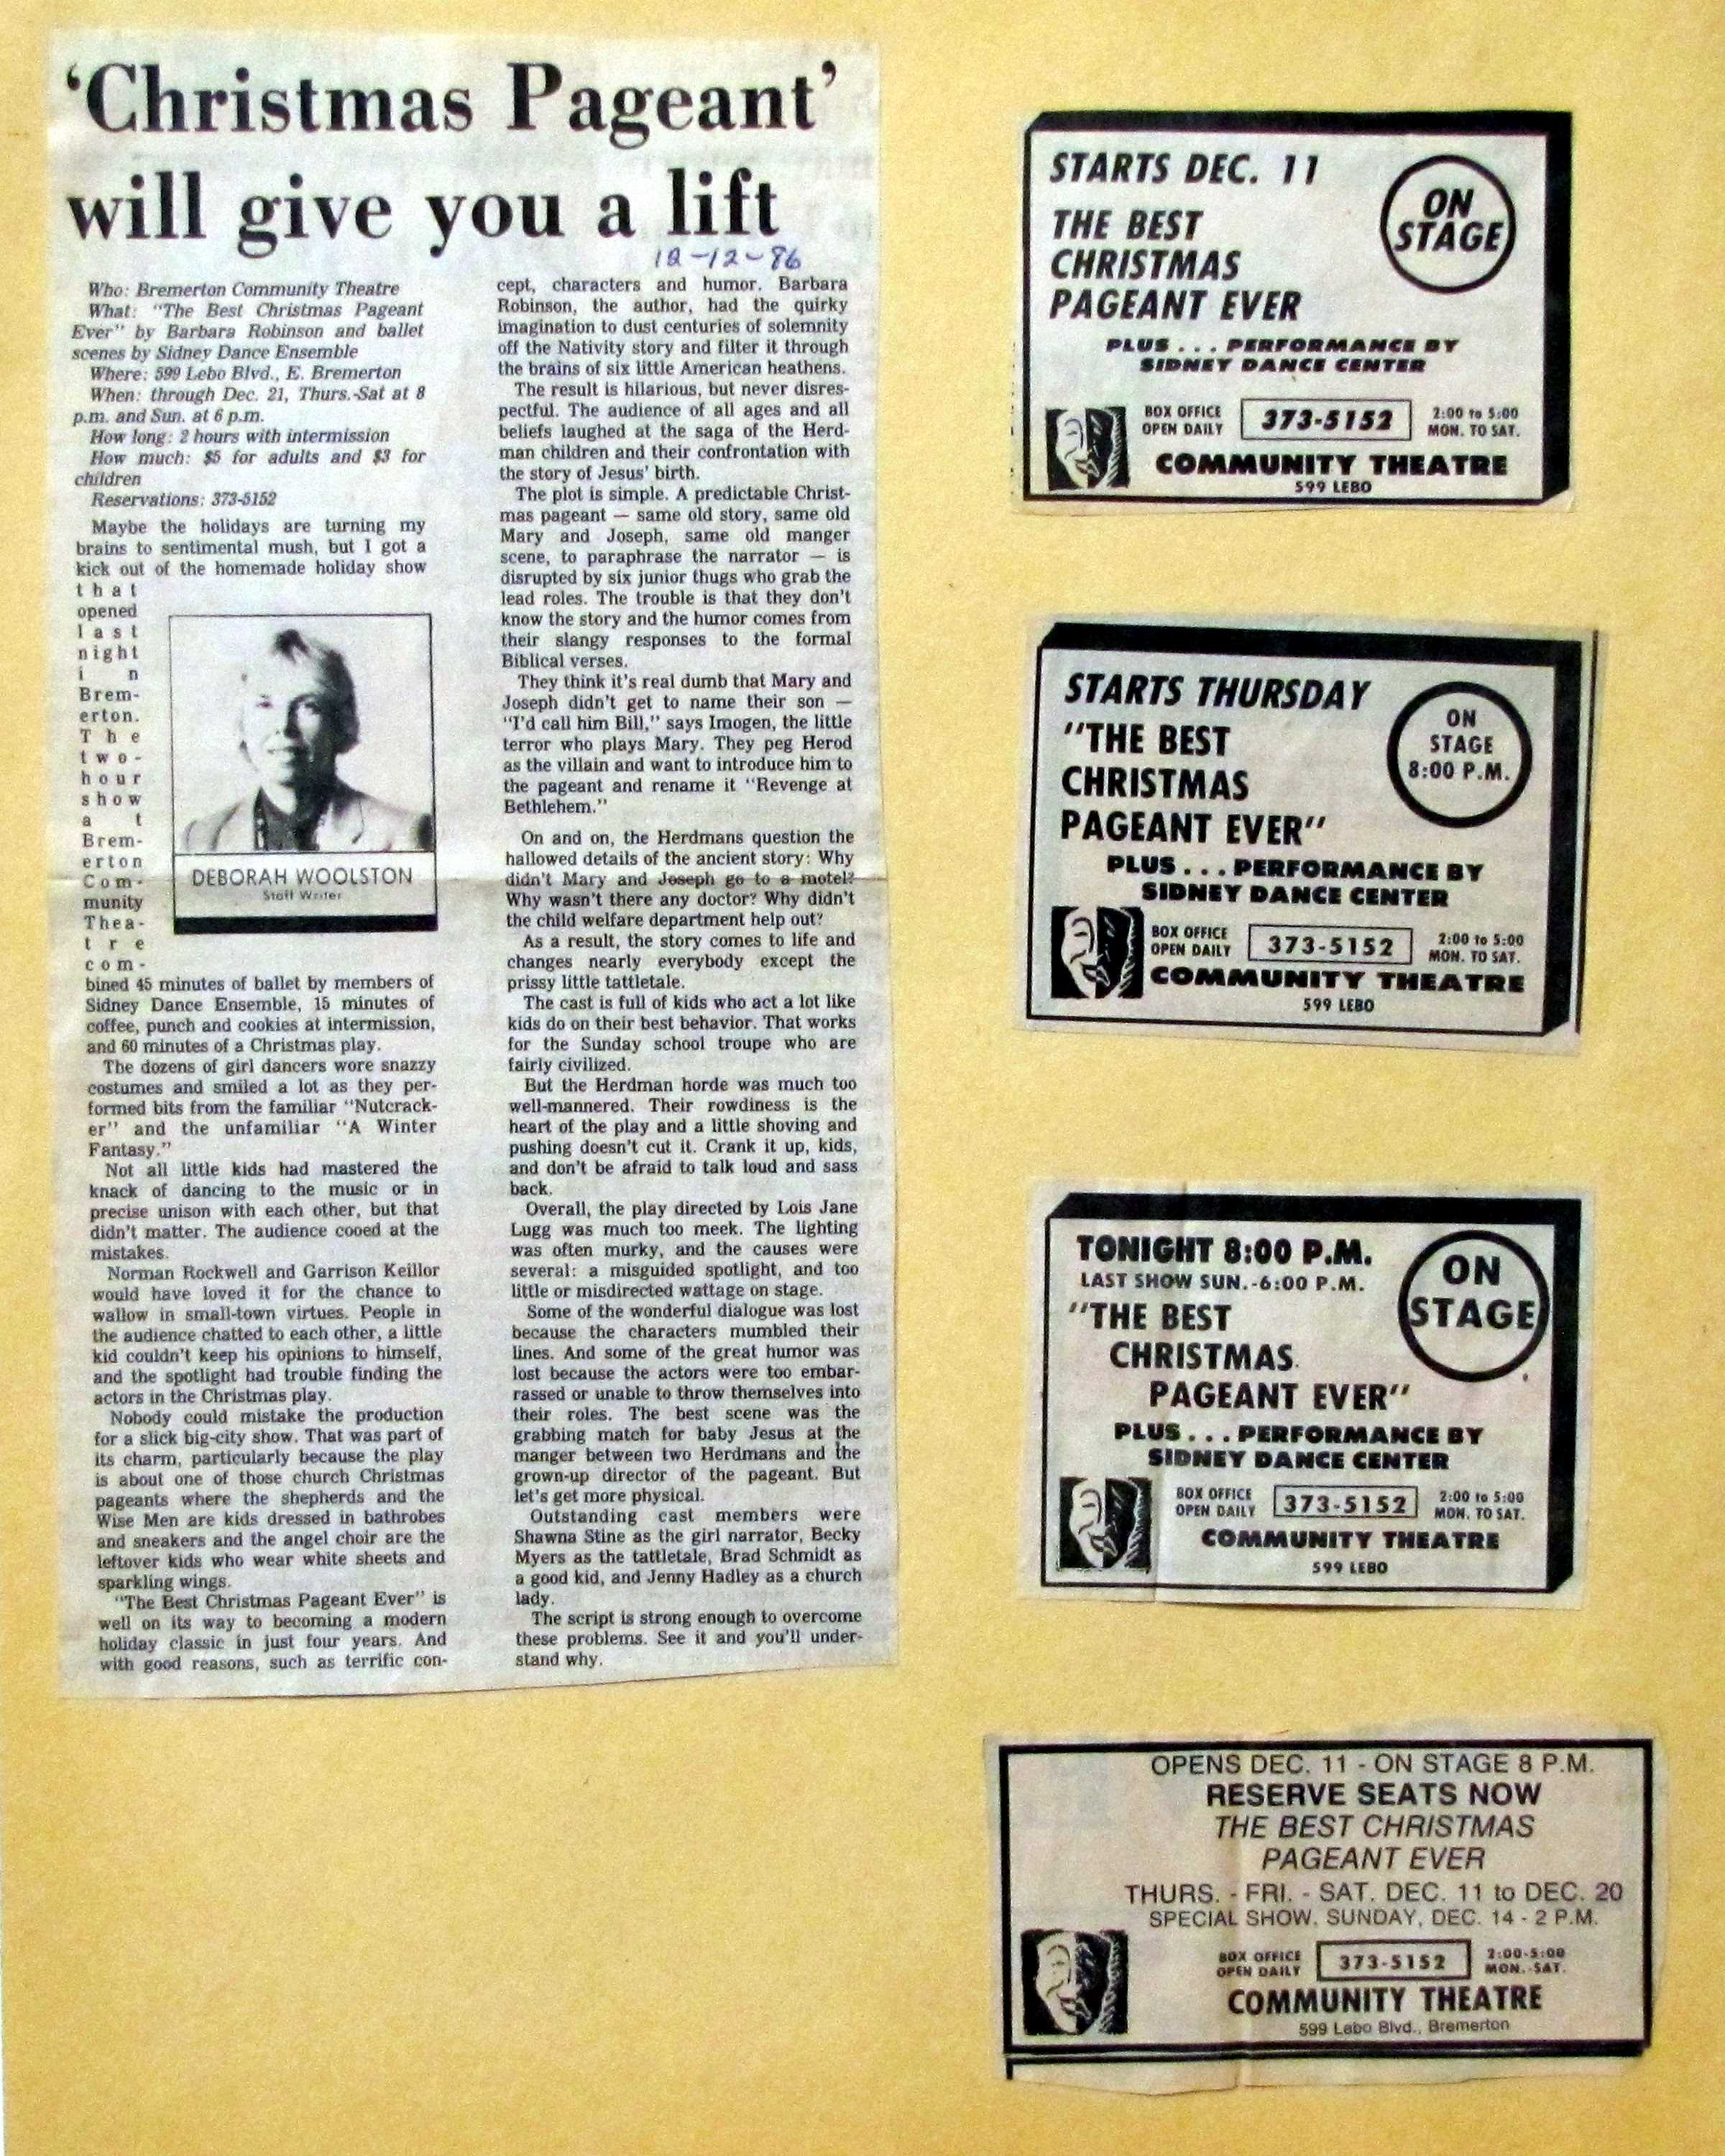 ‘Christmas Pageant’
will give you a lift
12-12-86
Who: Bremerton Community Theatre
What: “The Best Christmas Pageant
Ever” by Barbara Robinson and ballet
scenes by Sidney Dance Ensemble
Where: 599 Lebo Blvd., E. Bremerton
When: through Dec. 21, Thurs.-Sat at 8
p.m. and Sun. at 6 p.m.
How long: 2 hours with intermission
How much: $5 for adults and $3 for
children
Reservations: 373-5152
Maybe the holidays are turning my
brains to sentimental mush, but I got a
kick out of the homemade holiday show
that
opened
last
night
in
Brem-
erton.
The
two-
hour
show
at
Brem-
erton
Com-
munity
Thea-
tre
com-
DEBORAH WOOLSTON
Staff Writer
bined 45 minutes of ballet by members of
Sidney Dance Ensemble, 15 minutes of
coffee, punch and cookies at intermission,
and 60 minutes of a Christmas play.
The dozens of girl dancers wore snazzy
costumes and smiled a lot as they per-
formed bits from the familiar “Nutcrack-
er” and the unfamiliar “A Winter
Fantasy.”
Not all little kids had mastered the
knack of dancing to the music or in
precise unison with each other, but that
didn’t matter. The audience cooed at the
mistakes.
Norman Rockwell and Garrison Keillor
would have loved it for the chance to
wallow in small-town virtues. People in
the audience chatted to each other, a little
kid couldn’t keep his opinions to himself,
and the spotlight had trouble finding the
actors in the Christmas play.
Nobody could mistake the production
for a slick big-city show. That was part of
its charm, particularly because the play
is about one of those church Christmas
pageants where the shepherds and the
Wise Men are kids dressed in bathrobes
and sneakers and the angel choir are the
leftover kids who wear white sheets and
sparkling wings.
“The Best Christmas Pageant Ever” is
well on its way to becoming a modern
holiday classic in just four years. And
with good reasons, such as terrific con-
cept, characters and humor. Barbara
Robinson, the author, had the quirky
imagination to dust centuries of solemnity
off the Nativity story and filter it through
the brains of six little American heathens.
The result is hilarious, but never disres-
pectful. The audience of all ages and all
beliefs laughed at the saga of the Herd-
man children and their confrontation with
the story of Jesus’ birth.
The plot is simple. A predictable Christ-
mas pageant — same old story, same old
Mary and Joseph, same old manger
scene, to paraphrase the narrator — is
disrupted by six junior thugs who grab the
lead roles. The trouble is that they don’t
know the story and the humor comes from
their slangy responses to the formal
Biblical verses.
They think it’s real dumb that Mary and
Joseph didn’t get to name their son —
“I’d call him Bill,” says Imogen, the little
terror who plays Mary. They peg Herod
as the villain and want to introduce him to
the pageant and rename it “Revenge at
Bethlehem.”
On and on, the Herdmans question the
hallowed details of the ancient story: Why
didn’t Mary and Joseph go to a motel?
Why wasn’t there any doctor? Why didn’t
the child welfare department help out?
As a result, the story comes to life and
changes nearly everybody except the
prissy little tattletale.
The cast is full of kids who act a lot like
kids do on their best behavior. That works
for the Sunday school troupe who are
fairly civilized.
But the Herdman horde was much too
well-mannered. Their rowdiness is the
heart of the play and a little shoving and
pushing doesn’t cut it. Crank it up, kids,
and don’t be afraid to talk loud and sass
back.
Overall, the play directed by Lois Jane
Lugg was much too meek. The lighting
was often murky, and the causes were
several: a misguided spotlight, and too
little or misdirected wattage on stage.
Some of the wonderful dialogue was lost
because the characters mumbled their
lines. And some of the great humor was
lost because the actors were too embar-
rassed or unable to throw themselves into
their roles. The best scene was the
grabbing match for baby Jesus at the
manger between two Herdmans and the
grown-up director of the pageant. But
let’s get more physical.
Outstanding cast members were
Shawna Stine as the girl narrator, Becky
Myers as the tattletale, Brad Schmidt as
a good kid, and Jenny Hadley as a church
lady.
The script is strong enough to overcome
these problems. See it and you’ll under-
stand why.
STARTS DEC. 11
ON
STAGE
THE BEST
CHRISTMAS
PAGEANT EVER
PLUS . . . PERFORMANCE BY
SIDNEY DANCE CENTER
BOX OFFICE
OPEN DAILY
373-5152
2:00 to 5:00
MON. TO SAT.
COMMUNITY THEATRE
599 LEBO
STARTS THURSDAY
ON
STAGE
8:00 P.M.
“THE BEST
CHRISTMAS
PAGEANT EVER”
PLUS . . . PERFORMANCE BY
SIDNEY DANCE CENTER
BOX OFFICE
OPEN DAILY
373-5152
2:00 to 5:00
MON. TO SAT.
COMMUNITY THEATRE
599 LEBO
TONIGHT 8:00 P.M.
LAST SHOW SUN.-6:00 P.M.
ON
STAGE
“THE BEST
CHRISTMAS
PAGEANT EVER”
PLUS . . . PERFORMANCE BY
SIDNEY DANCE CENTER
BOX OFFICE
OPEN DAILY
373-5152
2:00 to 5:00
MON. TO SAT.
COMMUNITY THEATRE
599 LEBO
OPENS DEC. 11 - ON STAGE 8 P.M.
RESERVE SEATS NOW
THE BEST CHRISTMAS
PAGEANT EVER
THURS. - FRI. - SAT. DEC. 11 to DEC. 20
SPECIAL SHOW, SUNDAY, DEC. 14 - 2 P.M.
BOX OFFICE
OPEN DAILY
373-5152
2:00-5:00
MON.-SAT.
COMMUNITY THEATRE
599 Lebo Blvd., Bremerton